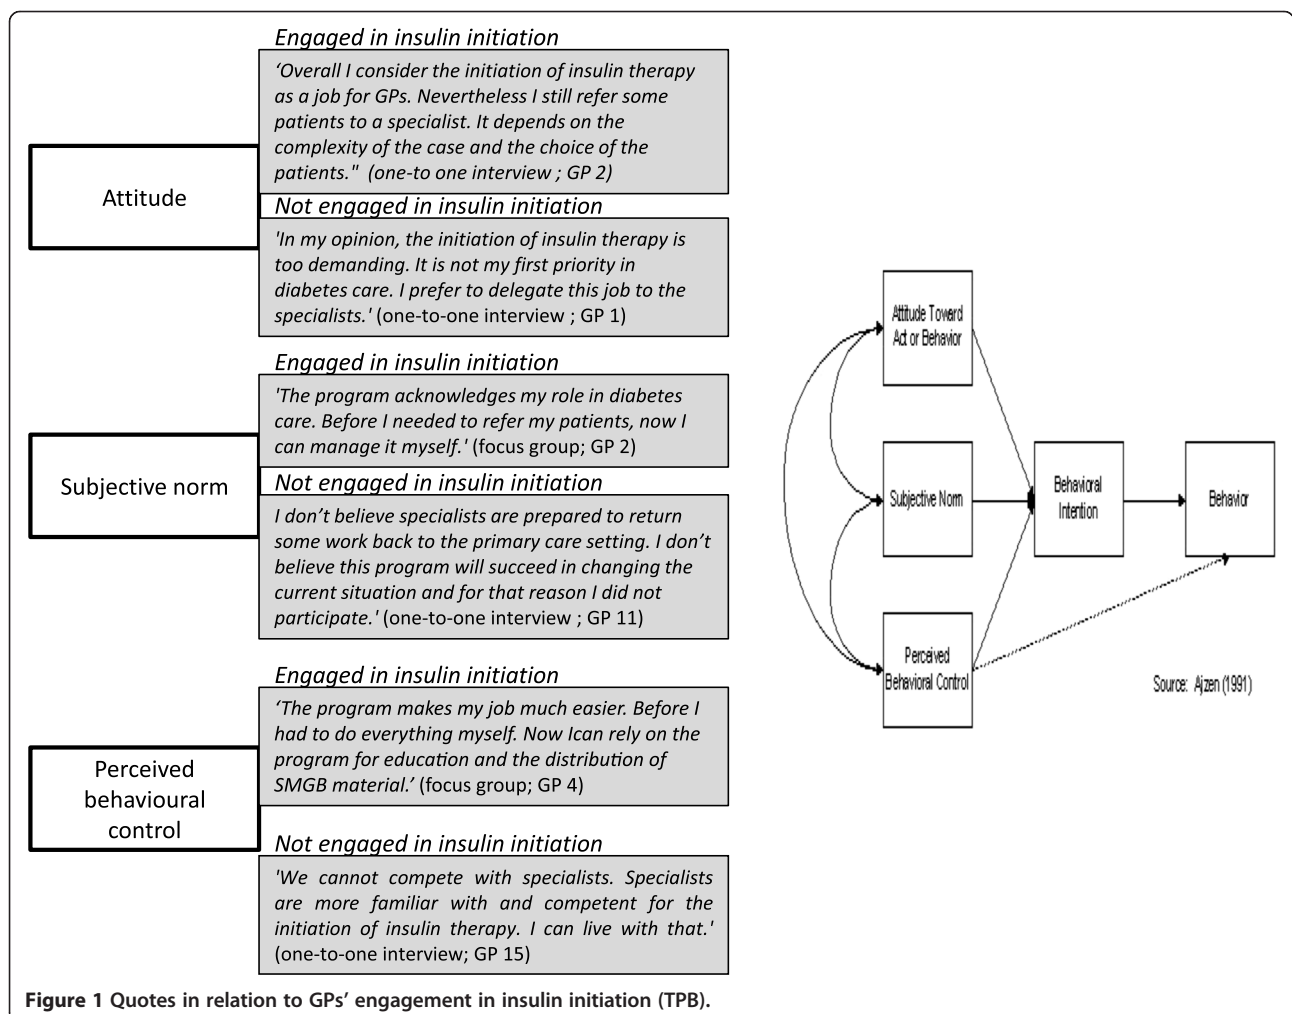 Engaged in insulin initiation
‘Overall I consider the initiation of insulin therapy
as a job for GPs. Nevertheless I still refer some
patients to a specialist. It depends on the
complexity of the case and the choice of the
patients." (one-to one interview ; GP 2)
Attitude
Not engaged in insulin initiation
'In my opinion, the initiation of insulin therapy is
too demanding. It is not my first priority in
diabetes care. I prefer to delegate this job to the
specialists.' (one-to-one interview ; GP 1)
Engaged in insulin initiation
'The program acknowledges my role in diabetes
care. Before I needed to refer my patients, now I
can manage it myself.' (focus group; GP 2)
Subjective norm
Not engaged in insulin initiation
I don’t believe specialists are prepared to return
some work back to the primary care setting. I don’t
believe this program will succeed in changing the
current situation and for that reason I did not
participate.' (one-to-one interview ; GP 11)
Engaged in insulin initiation
‘The program makes my job much easier. Before I
had to do everything myself. Now Ican rely on the
program for education and the distribution of
SMGB material.’ (focus group; GP 4)
Perceived
behavioural
control
Not engaged in insulin initiation
'We cannot compete with specialists. Specialists
are more familiar with and competent for the
initiation of insulin therapy. I can live with that.'
(one-to-one interview; GP 15)
Attitude Toward
Act or Behavior
Subjective Norm
Behavioral
Intention
Behavior
Perceived
Behavioral Control
Source: Ajzen (1991)
Figure 1 Quotes in relation to GPs’ engagement in insulin initiation (TPB).